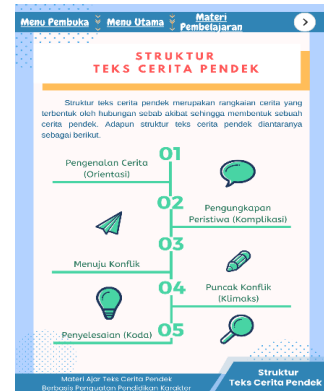 Menu Pembuka
Menu Utama
Materi
Pembelajaran
STRUKTUR
TEKS CERITA PENDEK
Struktur teks cerita pendek merupakan rangkaian cerita yang
terbentuk oleh hubungan sebab akibat sehingga membentuk sebuah
cerita pendek. Adapun struktur teks cerita pendek diantaranya
sebagai berikut.
01
Pengenalan Cerita
(Orientasi)
02
Pengungkapan
Peristiwa (Komplikasi)
03
Menuju Konflik
04
Puncak Konflik
(Klimaks)
05
Penyelesaian (Koda)
Materi Ajar Teks Cerita Pendek
Berbasis Penguatan Pendidikan Karakter
Struktur
Teks Cerita Pendek